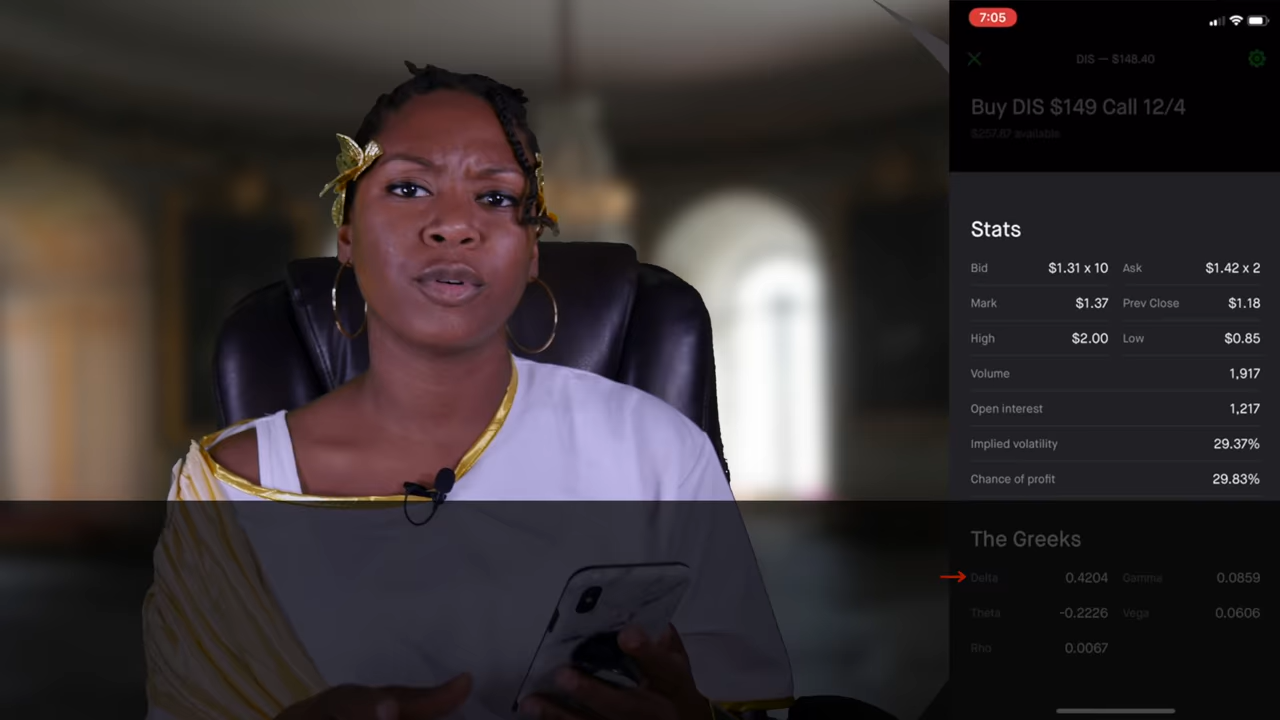 7:05
DIS — $148.40
Buy DIS $149 Call 12/4
$257.87 available
Stats
Bid $1.31 x 10 Ask $1.42 x 2
Mark $1.37 Prev Close $1.18
High $2.00 Low $0.85
Volume 1,917
Open interest 1,217
Implied volatility 29.37%
Chance of profit 29.83%
The Greeks
Delta 0.4204 Gamma 0.0859
Theta -0.2226 Vega 0.0606
Rho 0.0067